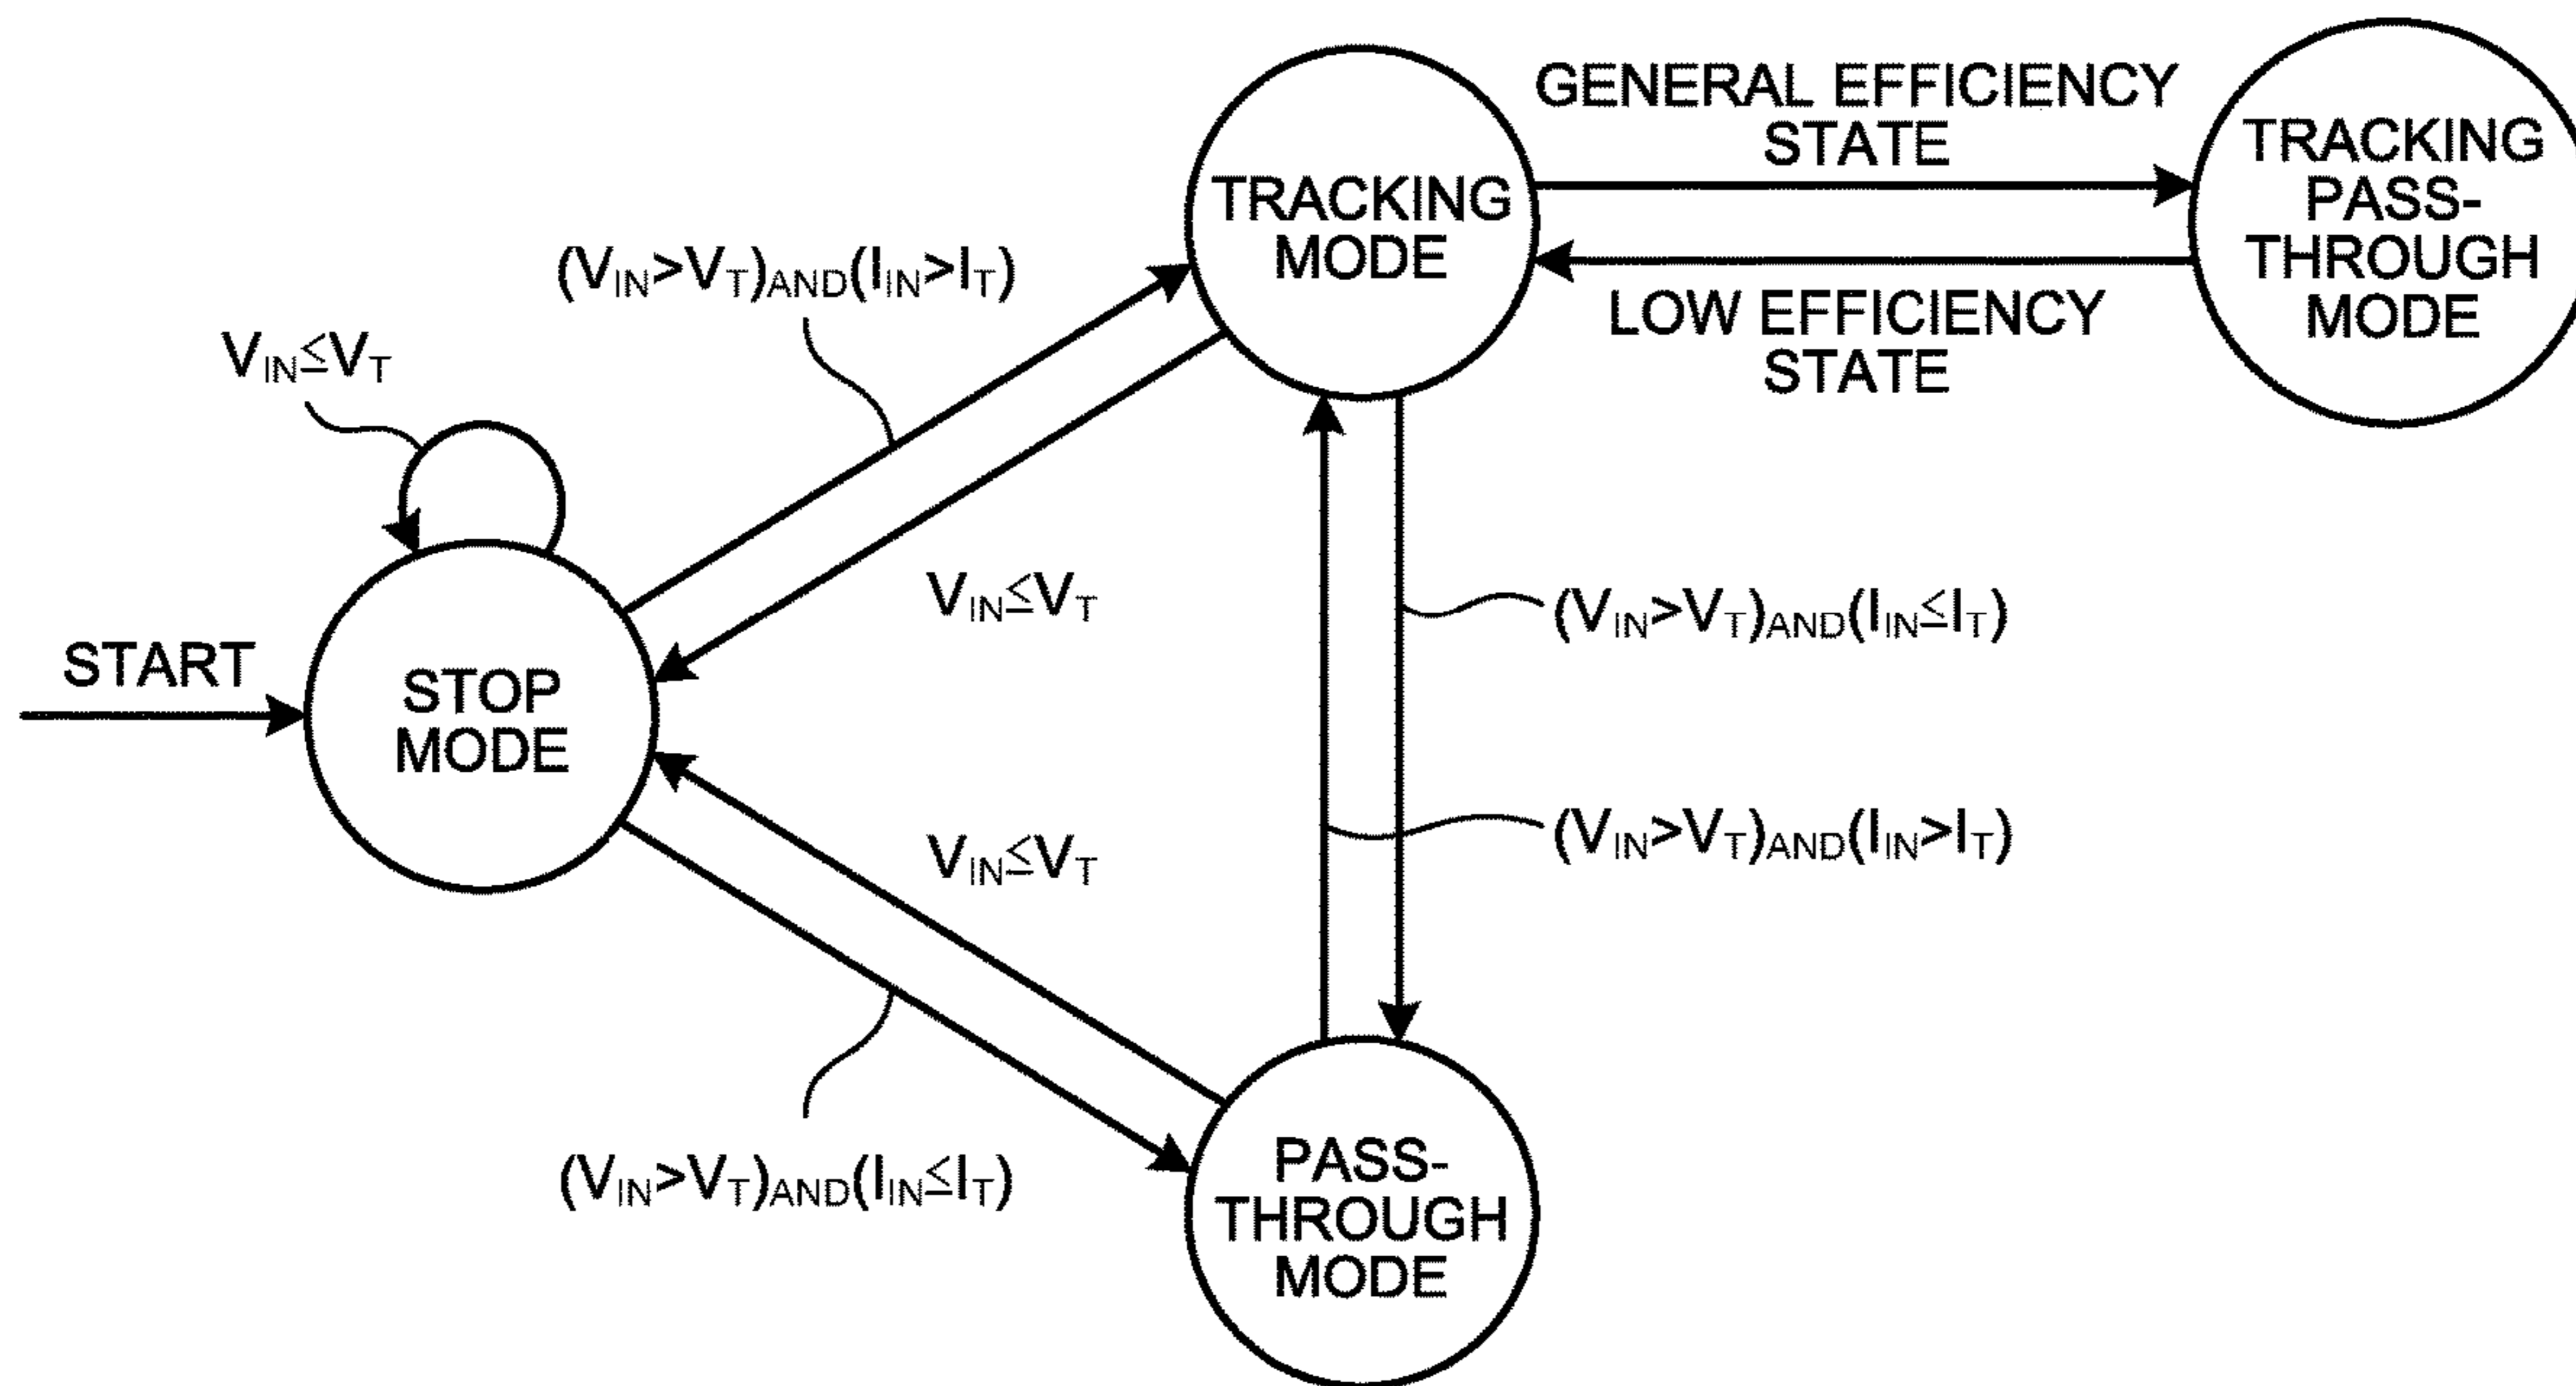 GENERAL EFFICIENCY
STATE
TRACKING
PASS-
THROUGH
MODE
TRACKING
MODE
LOW EFFICIENCY
STATE
(VIN>VT)AND(IIN>IT)
VIN≤VT
VIN≤VT
(VIN>VT)AND(IIN≤IT)
START
STOP
MODE
VIN≤VT
(VIN>VT)AND(IIN>IT)
(VIN>VT)AND(IIN≤IT)
PASS-
THROUGH
MODE